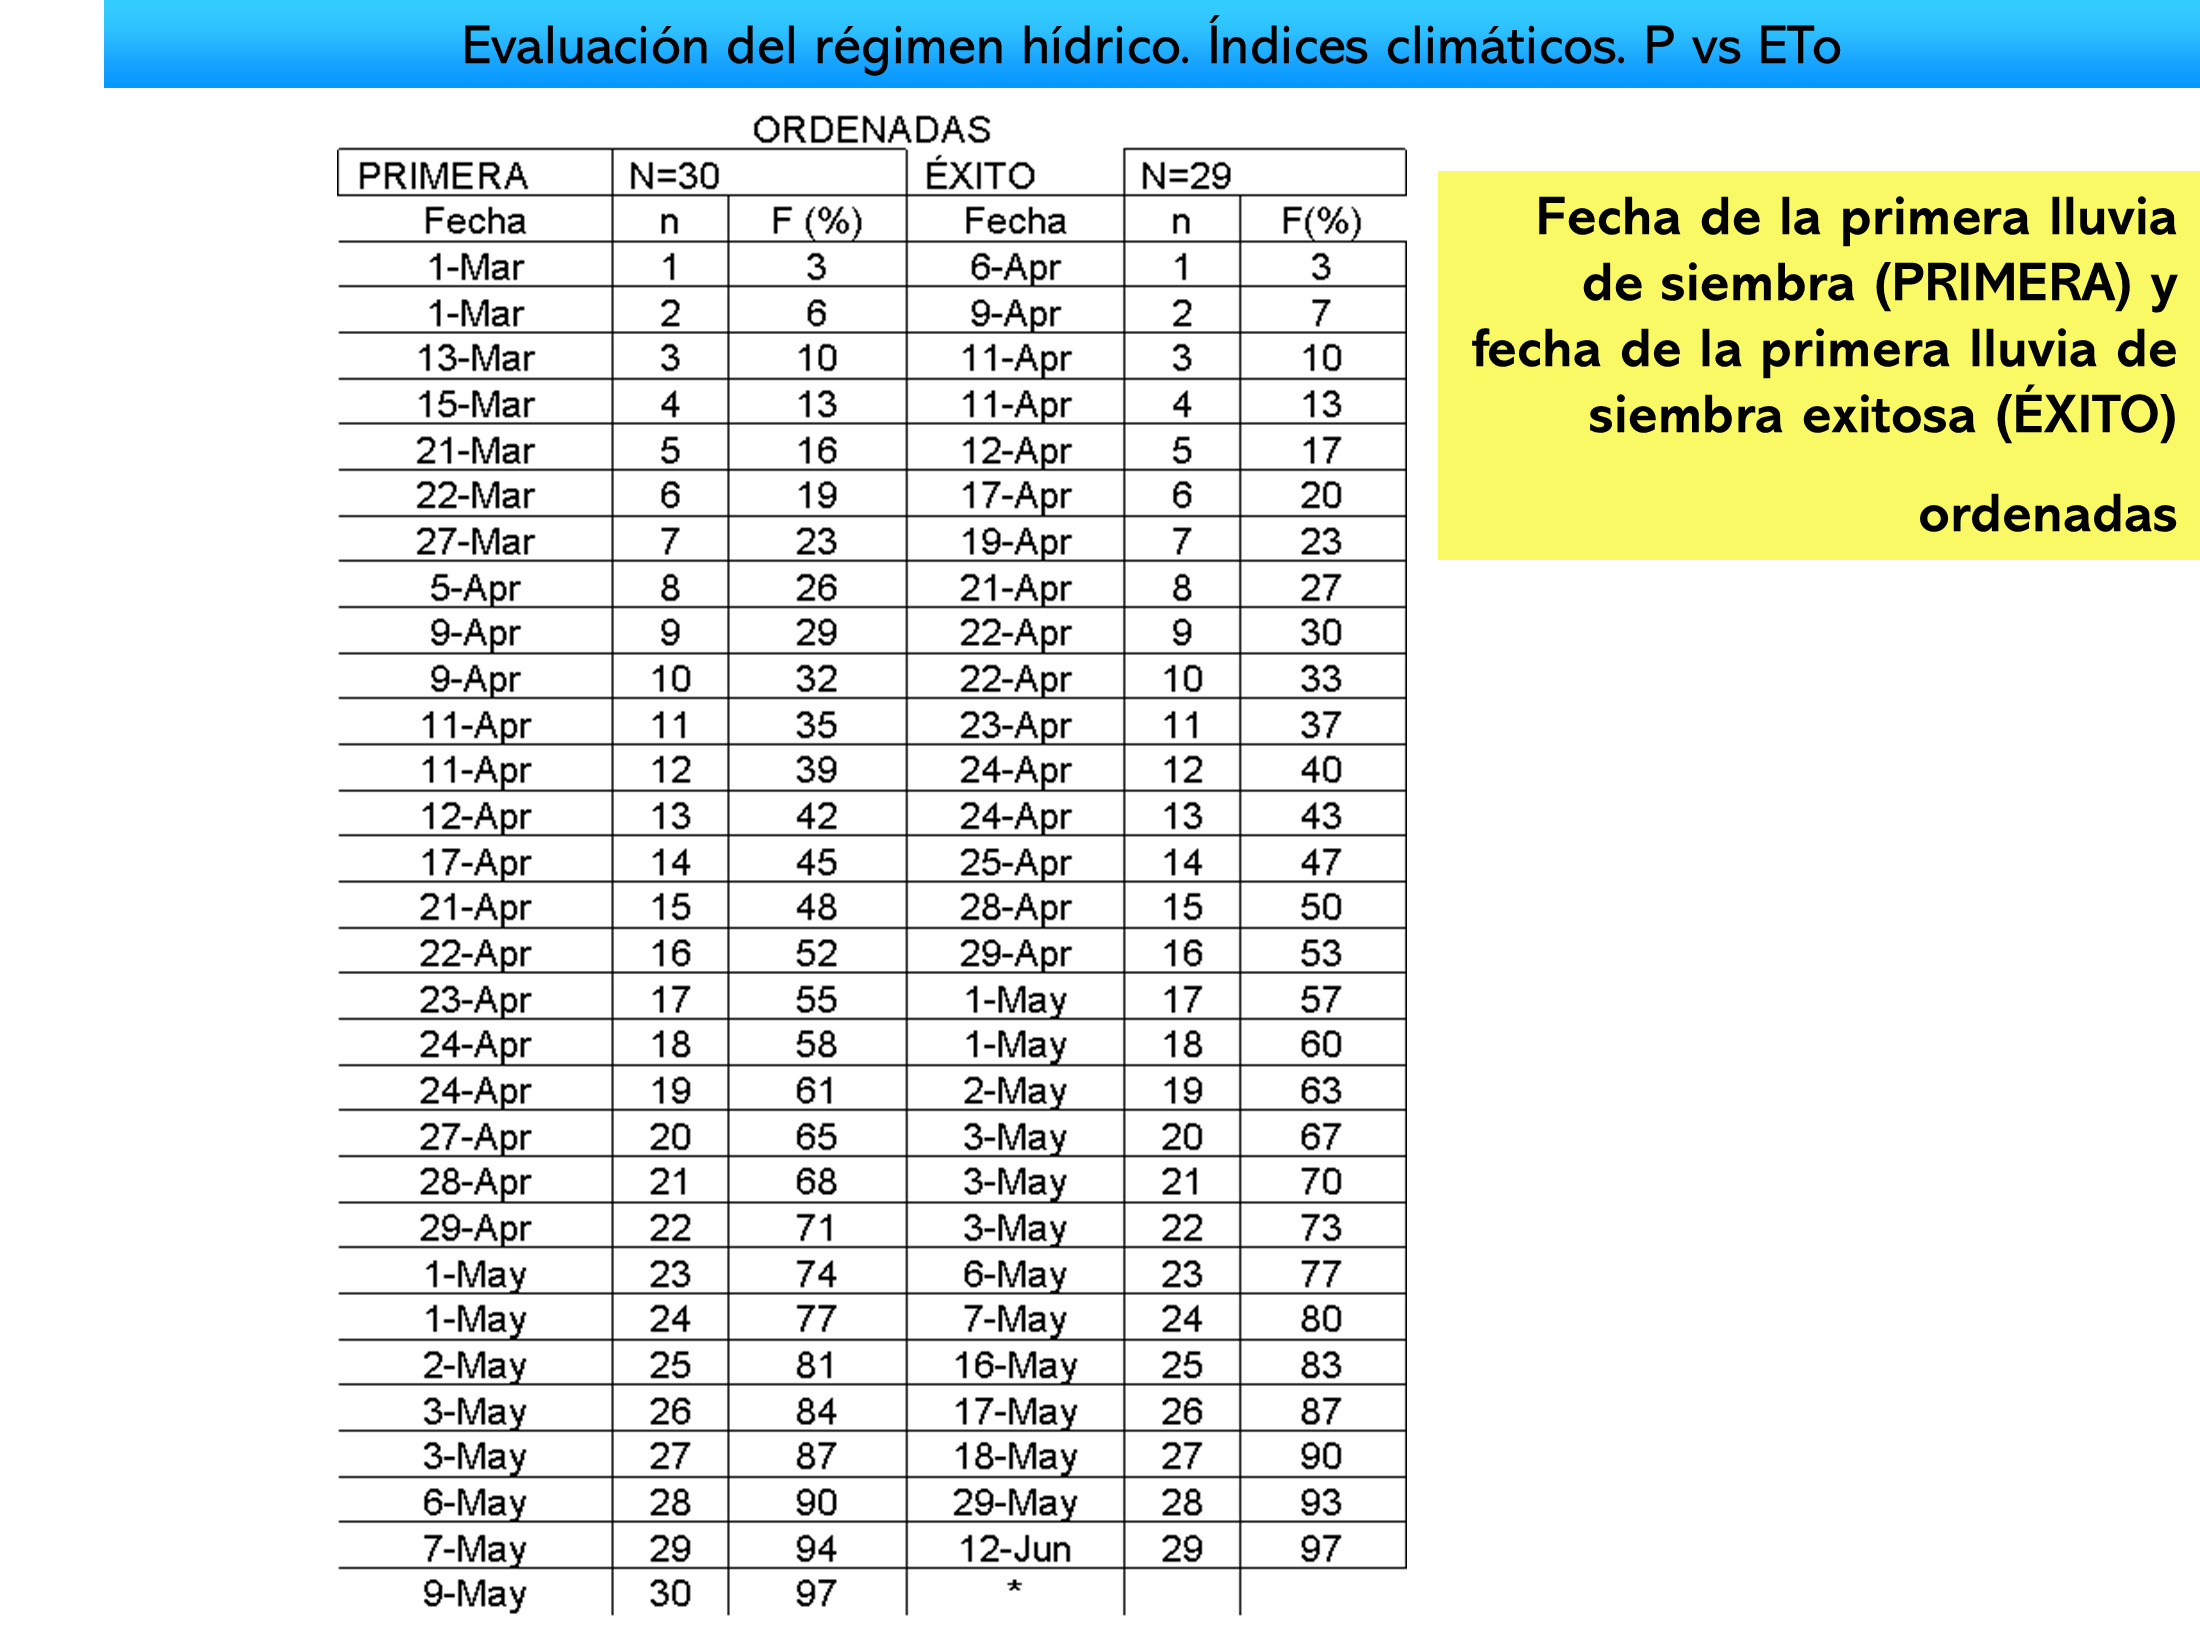 Evaluación del régimen hídrico. Índices climáticos. P vs ETo
ORDENADAS
PRIMERA N=30 ÉXITO N=29
Fecha n F (%) Fecha n F(%)
1-Mar 1 3 6-Apr 1 3
1-Mar 2 6 9-Apr 2 7
13-Mar 3 10 11-Apr 3 10
15-Mar 4 13 11-Apr 4 13
21-Mar 5 16 12-Apr 5 17
22-Mar 6 19 17-Apr 6 20
27-Mar 7 23 19-Apr 7 23
5-Apr 8 26 21-Apr 8 27
9-Apr 9 29 22-Apr 9 30
9-Apr 10 32 22-Apr 10 33
11-Apr 11 35 23-Apr 11 37
11-Apr 12 39 24-Apr 12 40
12-Apr 13 42 24-Apr 13 43
17-Apr 14 45 25-Apr 14 47
21-Apr 15 48 28-Apr 15 50
22-Apr 16 52 29-Apr 16 53
23-Apr 17 55 1-May 17 57
24-Apr 18 58 1-May 18 60
24-Apr 19 61 2-May 19 63
27-Apr 20 65 3-May 20 67
28-Apr 21 68 3-May 21 70
29-Apr 22 71 3-May 22 73
1-May 23 74 6-May 23 77
1-May 24 77 7-May 24 80
2-May 25 81 16-May 25 83
3-May 26 84 17-May 26 87
3-May 27 87 18-May 27 90
6-May 28 90 29-May 28 93
7-May 29 94 12-Jun 29 97
9-May 30 97 *
Fecha de la primera lluvia
de siembra (PRIMERA) y
fecha de la primera lluvia de
siembra exitosa (ÉXITO)
ordenadas